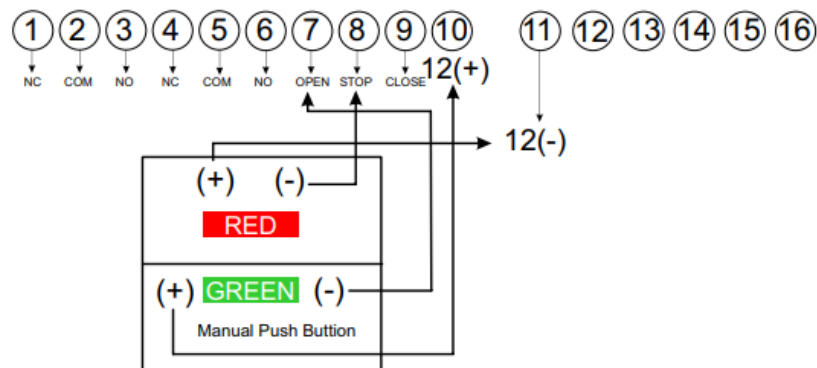 1 2 3 4 5 6 7 8 9 10 11 12 13 14 15 16
NC COM NO NC COM NO OPEN STOP CLOSE 12(+)
12(-)
(+) (-)
RED
(+) GREEN (-)
Manual Push Buttion